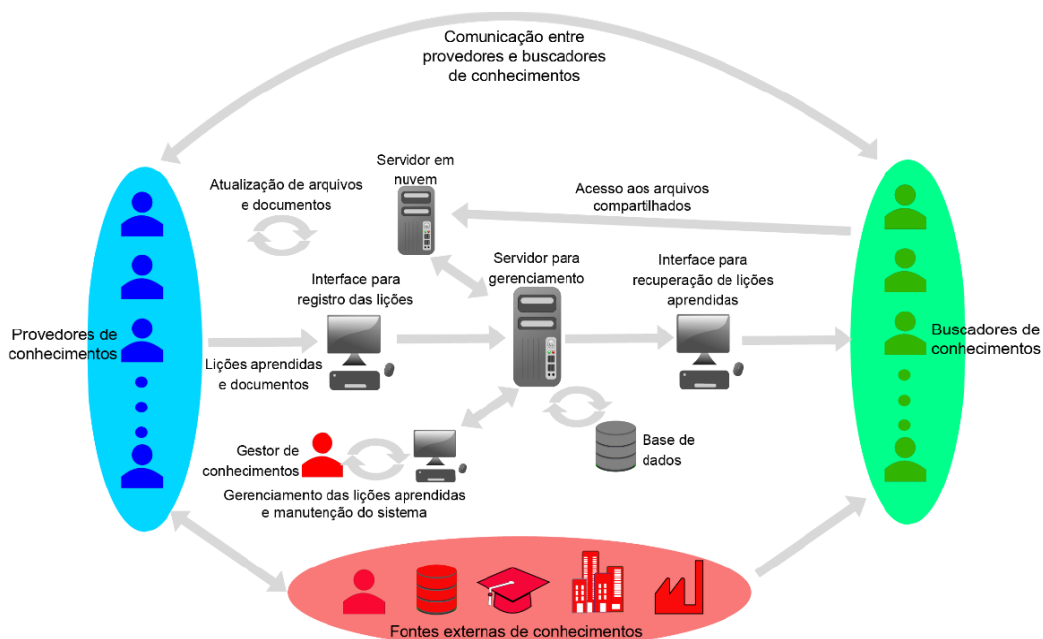 Comunicação entre
provedores e buscadores
de conhecimentos
Servidor em
nuvem
Atualização de arquivos
e documentos
Acesso aos arquivos
compartilhados
Interface para
registro das lições
Servidor para
gerenciamento
Interface para
recuperação de lições
aprendidas
Provedores de
conhecimentos
Buscadores de
conhecimentos
Lições aprendidas
e documentos
Gestor de
conhecimentos
Base de
dados
Gerenciamento das lições aprendidas
e manutenção do sistema
Fontes externas de conhecimentos